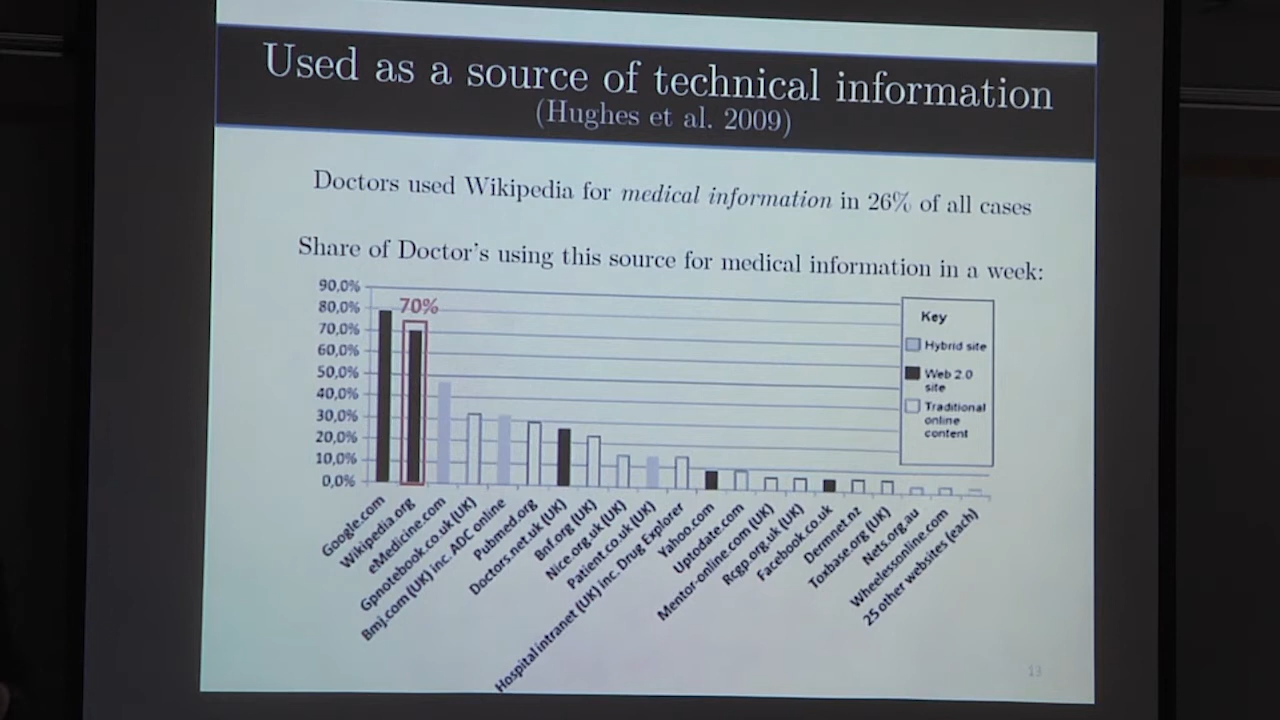 Used as a source of technical information
(Hughes et al. 2009)
Doctors used Wikipedia for medical information in 26% of all cases
Share of Doctor's using this source for medical information in a week:
90,0%
80,0%
70,0%
60,0%
50,0%
40,0%
30,0%
20,0%
10,0%
0,0%
70%
Key
Hybrid site
Web 2.0
site
Traditional
online
content
Google.com
Wikipedia.org
eMedicine.com
Gpnotebook.co.uk (UK)
Bmj.com (UK) inc. ADC online
Pubmed.org
Doctors.net.uk (UK)
Bnf.org (UK)
Nice.org.uk (UK)
Patient.co.uk (UK)
Hospital intranet (UK) inc. Drug Explorer
Yahoo.com
Uptodate.com
Mentor-online.com (UK)
Rcgp.org.uk (UK)
Facebook.co.uk
Dermnet.nz
Toxbase.org (UK)
Nets.org.au
Wheelessonline.com
25 other websites (each)
13